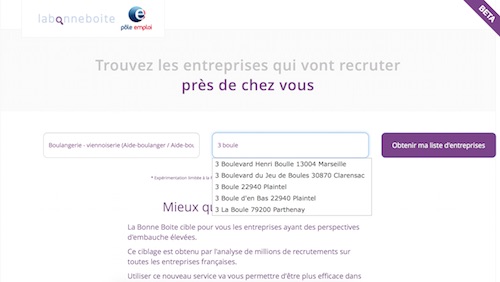 labonneboite
pôle emploi
BETA
Trouvez les entreprises qui vont recruter
près de chez vous
Boulangerie - viennoiserie (Aide-boulanger / Aide-bou
3 boule
Obtenir ma liste d'entreprises
3 Boulevard Henri Boulle 13004 Marseille
3 Boulevard du Jeu de Boules 30870 Clarensac
3 Boule 22940 Plaintel
3 Boule d'en Bas 22940 Plaintel
3 La Boule 79200 Parthenay
* Expérimentation limitée à la
Mieux qu
La Bonne Boite cible pour vous les entreprises ayant des perspectives
d'embauche élevées.
Ce ciblage est obtenu par l'analyse de millions de recrutements sur
toutes les entreprises françaises.
Utiliser ce nouveau service va vous permettre d'être plus efficace dans